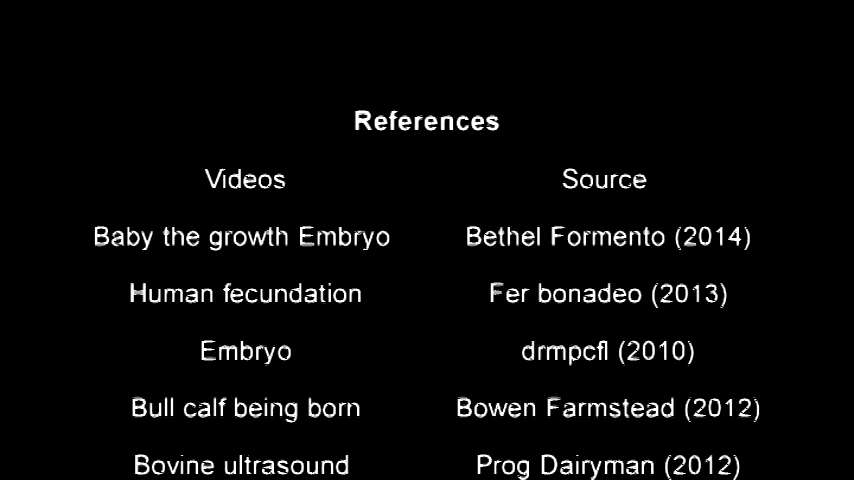 References
Videos Source
Baby the growth Embryo Bethel Formento (2014)
Human fecundation Fer bonadeo (2013)
Embryo drmpcfl (2010)
Bull calf being born Bowen Farmstead (2012)
Bovine ultrasound Prog Dairyman (2012)